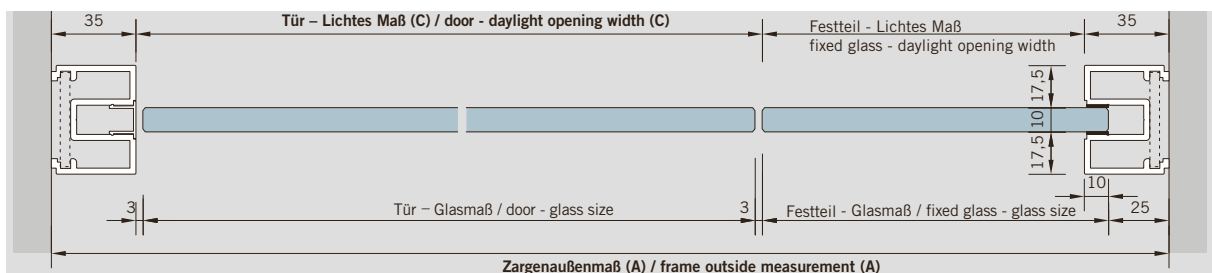 35
Tür – Lichtes Maß (C) / door - daylight opening width (C)
Festteil - Lichtes Maß
fixed glass - daylight opening width
35
17,5
10
17,5
10
3
Tür – Glasmaß / door - glass size
3
Festteil - Glasmaß / fixed glass - glass size
25
Zargenaußenmaß (A) / frame outside measurement (A)